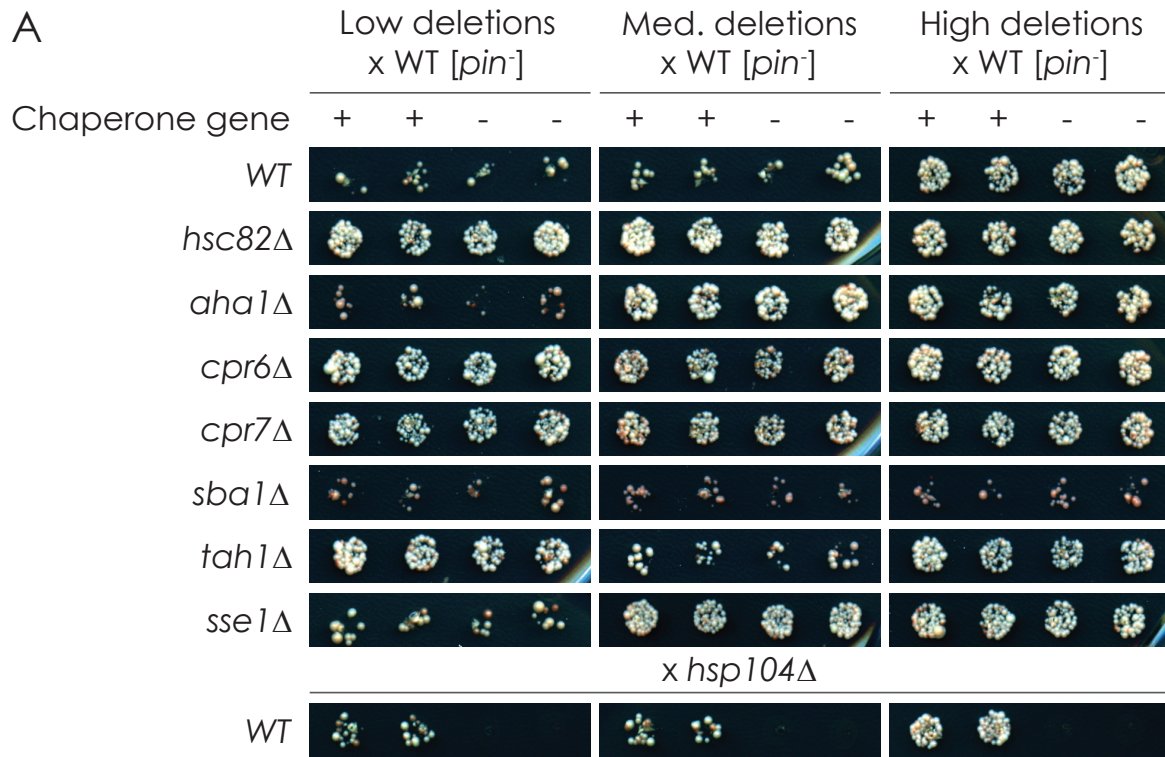 A
Low deletions
x WT [pin-]
Med. deletions
x WT [pin-]
High deletions
x WT [pin-]
Chaperone gene + + - - + + - - + + - -
WT
hsc82Δ
aha1Δ
cpr6Δ
cpr7Δ
sba1Δ
tah1Δ
sse1Δ
x hsp104Δ
WT